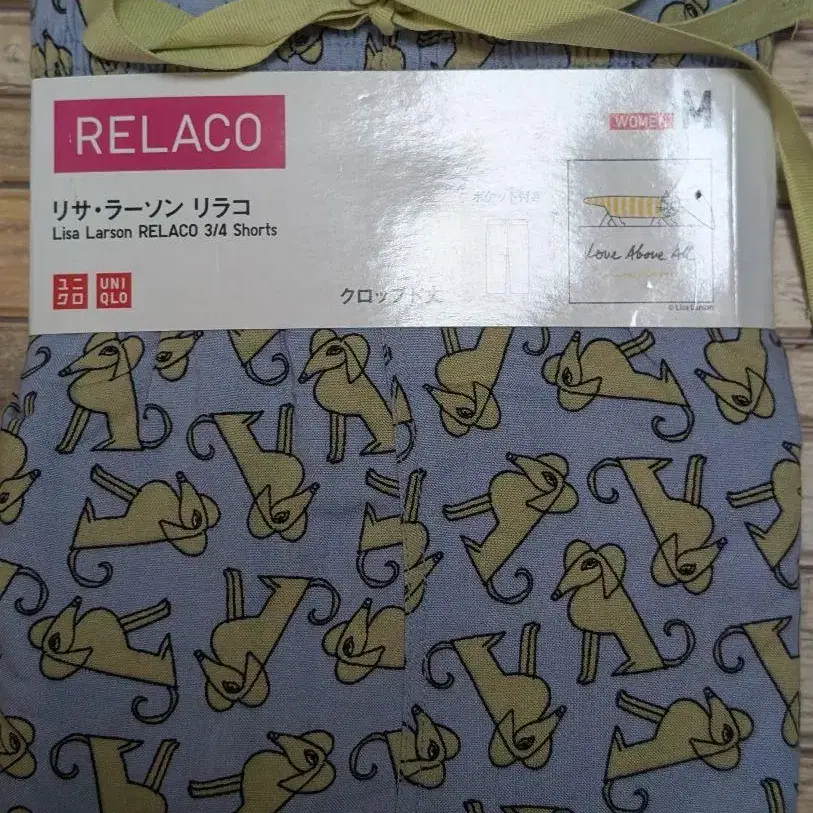 RELACO
WOMEN M
リサ・ラーソン リラコ
Lisa Larson RELACO 3/4 Shorts
ポケット付き
Love Above All
ユニ
クロ
UNI
QLO
クロップド丈
© Lisa Larson